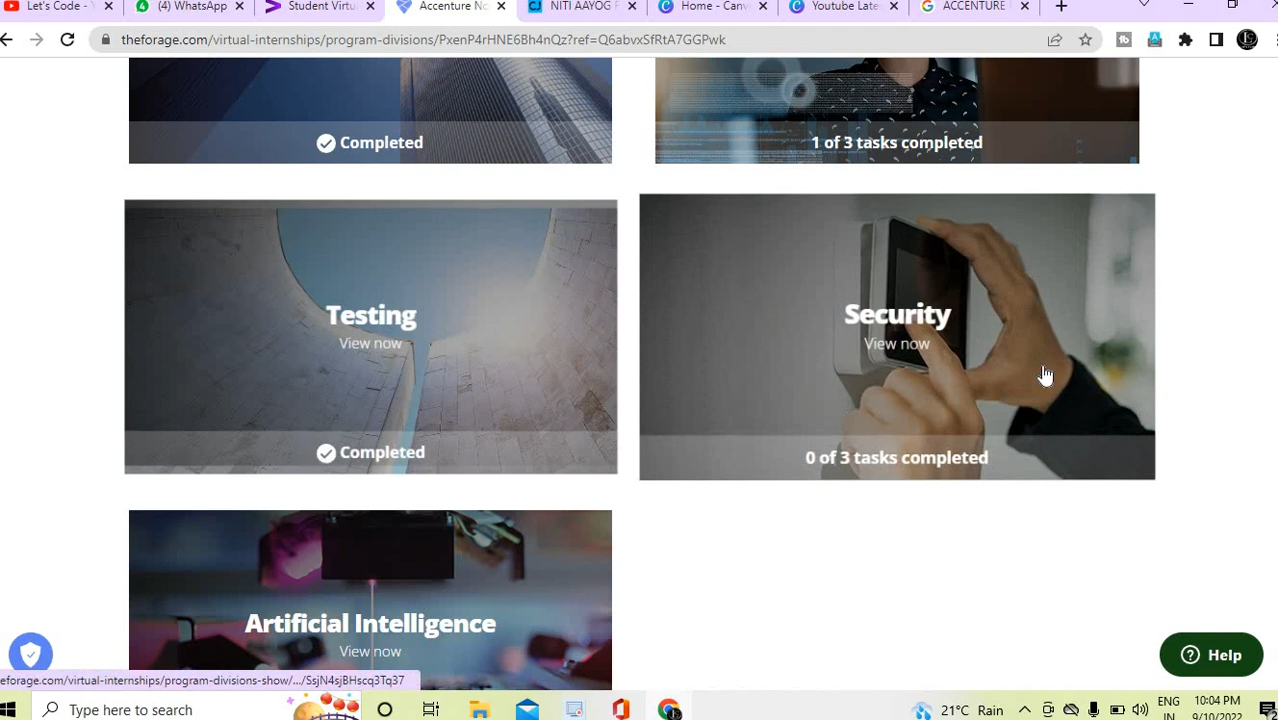 Let's Code - Y
(4) WhatsApp
Student Virtu
Accenture No
NITI AAYOG F
Home - Canv
Youtube Late
ACCENTURE
theforage.com/virtual-internships/program-divisions/PxenP4rHNE6Bh4nQz?ref=Q6abvxSfRtA7GGPwk
Completed
1 of 3 tasks completed
Testing
View now
Completed
Security
View now
0 of 3 tasks completed
Artificial Intelligence
View now
Help
eforage.com/virtual-internships/program-divisions-show/.../SsjN4sjBHscq3Tq37
Type here to search
21°C Rain
ENG
IN
10:04 PM
9/10/2022